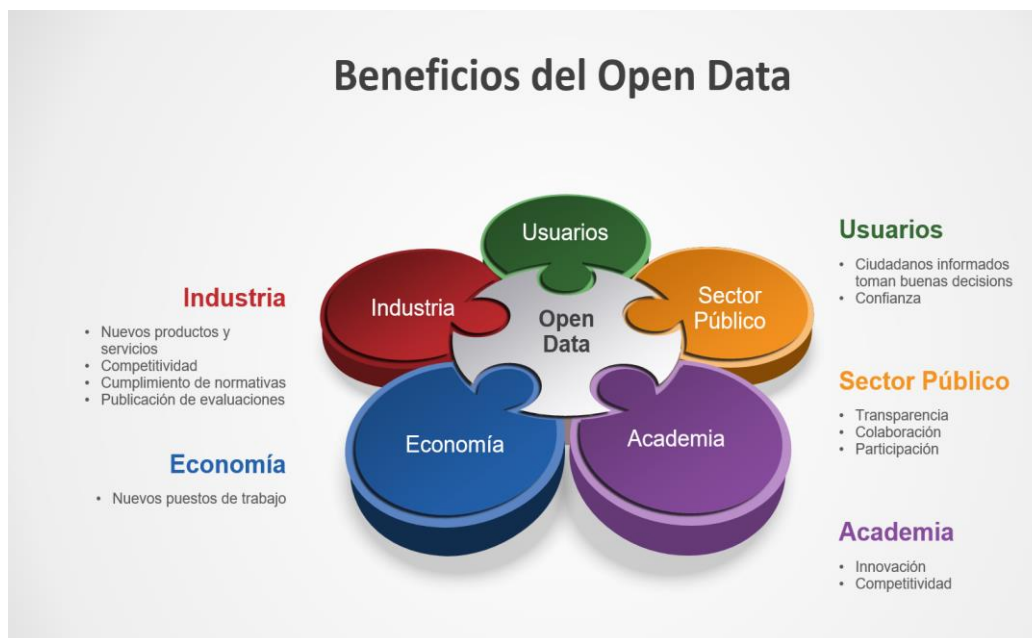 Beneficios del Open Data
Usuarios
Industria
Sector
Público
Open
Data
Economía
Academia
Industria
• Nuevos productos y
servicios
• Competitividad
• Cumplimiento de normativas
• Publicación de evaluaciones
Economía
• Nuevos puestos de trabajo
Usuarios
• Ciudadanos informados
toman buenas decisions
• Confianza
Sector Público
• Transparencia
• Colaboración
• Participación
Academia
• Innovación
• Competitividad